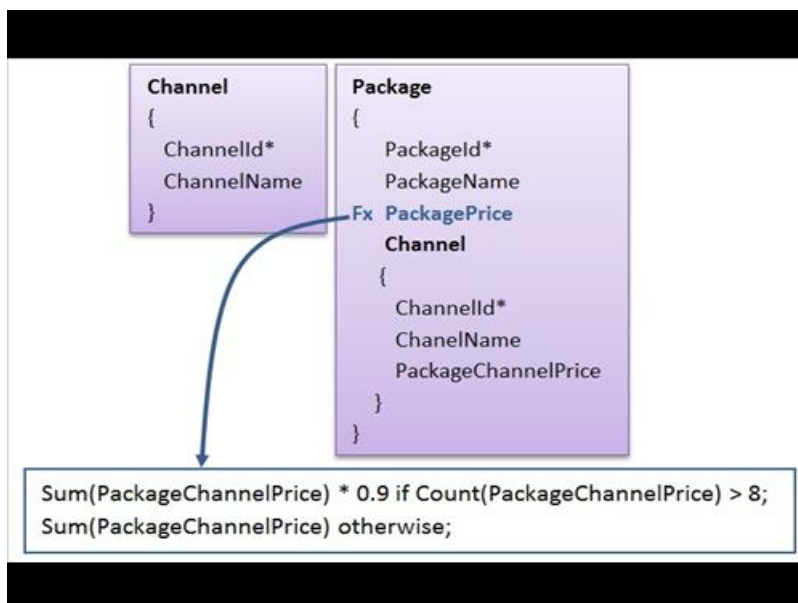 Channel
{
ChannelId*
ChannelName
}
Package
{
PackageId*
PackageName
Fx PackagePrice
Channel
{
ChannelId*
ChanelName
PackageChannelPrice
}
}
Sum(PackageChannelPrice) * 0.9 if Count(PackageChannelPrice) > 8;
Sum(PackageChannelPrice) otherwise;